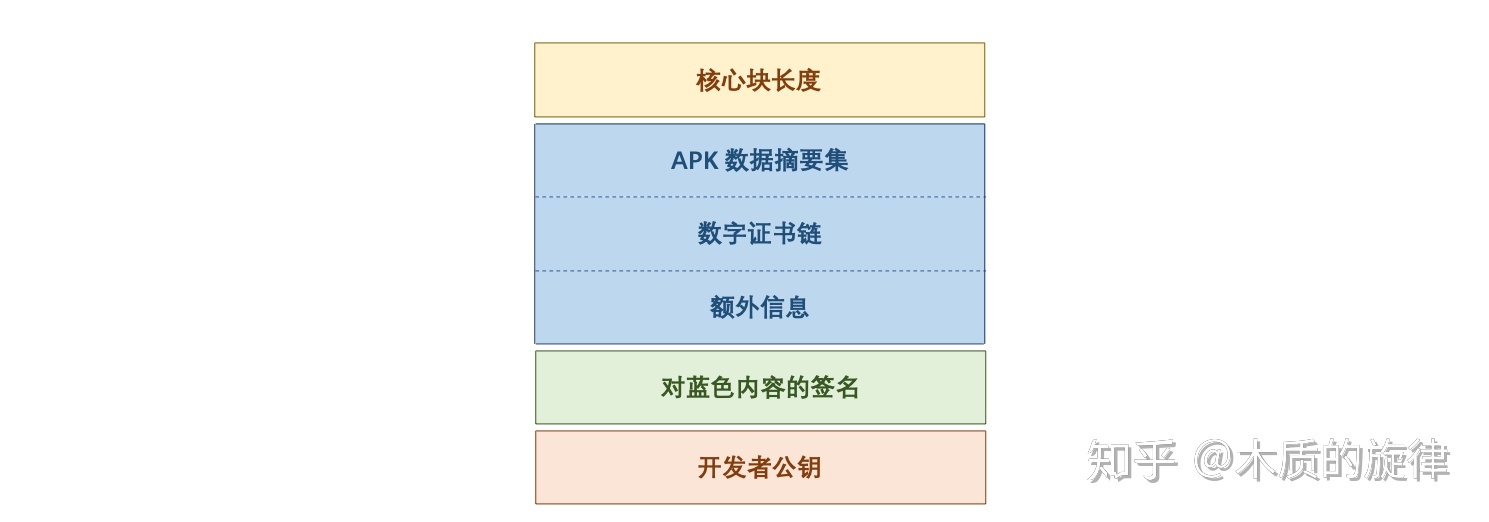 核心块长度
APK 数据摘要集
数字证书链
额外信息
对蓝色内容的签名
开发者公钥
知乎 @木质的旋律